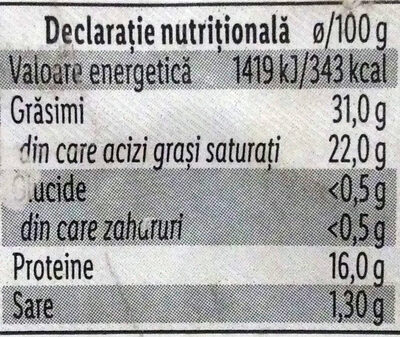 Declarație nutrițională ø/100 g
Valoare energetică 1419 kJ/343 kcal
Grăsimi 31,0 g
din care acizi grași saturați 22,0 g
Glucide <0,5 g
din care zaharuri <0,5 g
Proteine 16,0 g
Sare 1,30 g